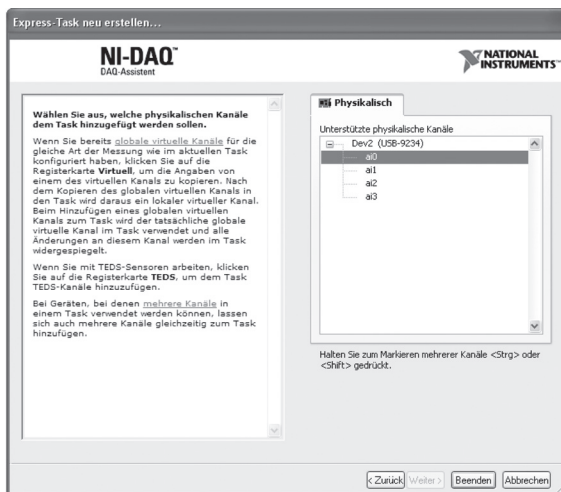 Express-Task neu erstellen...
NI-DAQ™
DAQ-Assistent
NATIONAL
INSTRUMENTS™
Wählen Sie aus, welche physikalischen Kanäle
dem Task hinzugefügt werden sollen.
Wenn Sie bereits globale virtuelle Kanäle für die
gleiche Art der Messung wie im aktuellen Task
konfiguriert haben, klicken Sie auf die
Registerkarte Virtuell, um die Angaben von
einem des virtuellen Kanals zu kopieren. Nach
dem Kopieren des globalen virtuellen Kanals in
den Task wird daraus ein lokaler virtueller Kanal.
Beim Hinzufügen eines globalen virtuellen
Kanals zum Task wird der tatsächliche globale
virtuelle Kanal im Task verwendet und alle
Änderungen an diesem Kanal werden im Task
widergespiegelt.
Wenn Sie mit TEDS-Sensoren arbeiten, klicken
Sie auf die Registerkarte TEDS, um dem Task
TEDS-Kanäle hinzuzufügen.
Bei Geräten, bei denen mehrere Kanäle in
einem Task verwendet werden können, lassen
sich auch mehrere Kanäle gleichzeitig zum Task
hinzufügen.
Physikalisch
Unterstützte physikalische Kanäle
Dev2 (USB-9234)
ai0
ai1
ai2
ai3
Halten Sie zum Markieren mehrerer Kanäle <Strg> oder
<Shift> gedrückt.
< Zurück Weiter > Beenden Abbrechen